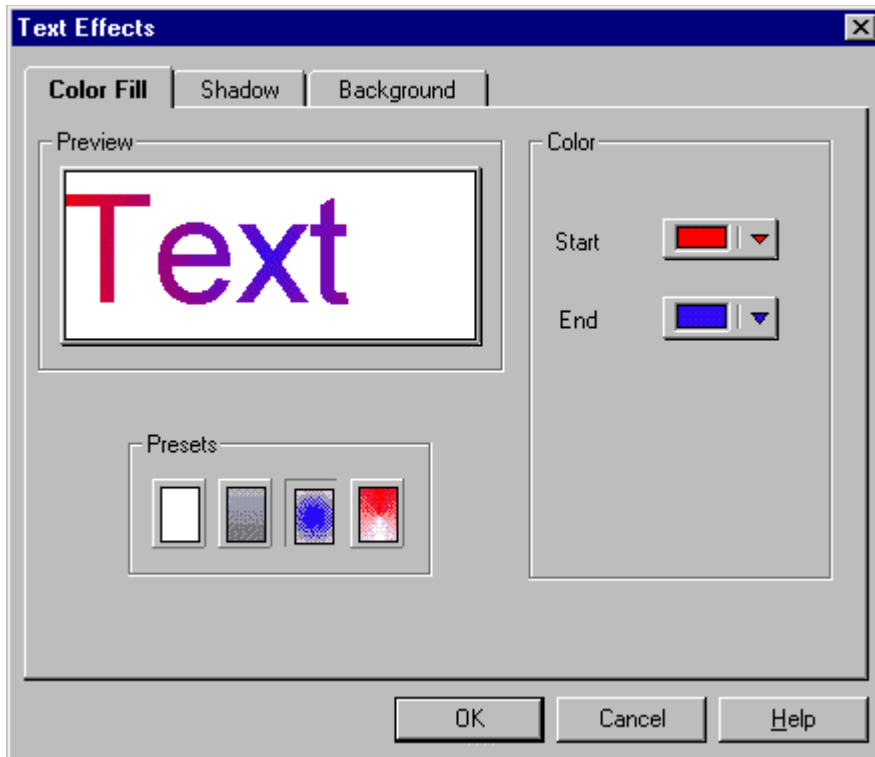 Text Effects
Color Fill Shadow Background
Preview
Text
Color
Start
End
Presets
OK Cancel Help